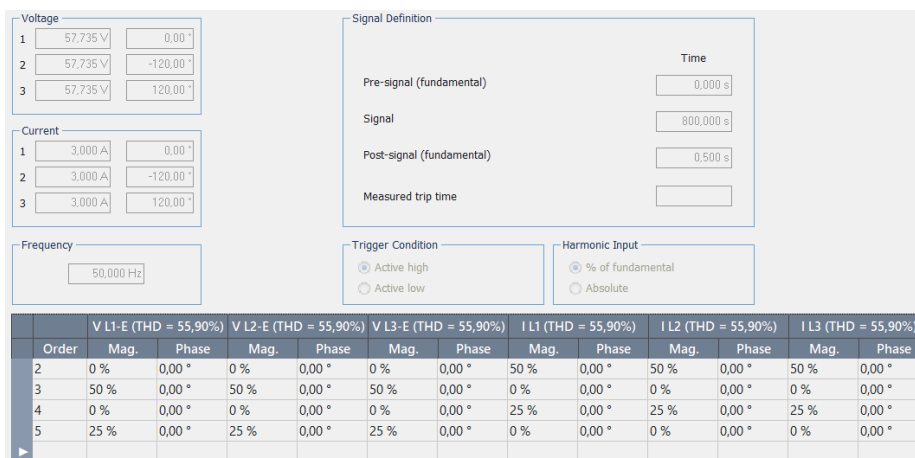 Voltage
1 57,735 V 0,00 °
2 57,735 V -120,00 °
3 57,735 V 120,00 °
Current
1 3,000 A 0,00 °
2 3,000 A -120,00 °
3 3,000 A 120,00 °
Frequency
50,000 Hz
Signal Definition
Time
Pre-signal (fundamental) 0,000 s
Signal 800,000 s
Post-signal (fundamental) 0,500 s
Measured trip time
Trigger Condition
Active high
Active low
Harmonic Input
% of fundamental
Absolute
V L1-E (THD = 55,90%) V L2-E (THD = 55,90%) V L3-E (THD = 55,90%) I L1 (THD = 55,90%) I L2 (THD = 55,90%) I L3 (THD = 55,90%)
Order Mag. Phase Mag. Phase Mag. Phase Mag. Phase Mag. Phase Mag. Phase
2 0 % 0,00 ° 0 % 0,00 ° 0 % 0,00 ° 50 % 0,00 ° 50 % 0,00 ° 50 % 0,00 °
3 50 % 0,00 ° 50 % 0,00 ° 50 % 0,00 ° 0 % 0,00 ° 0 % 0,00 ° 0 % 0,00 °
4 0 % 0,00 ° 0 % 0,00 ° 0 % 0,00 ° 25 % 0,00 ° 25 % 0,00 ° 25 % 0,00 °
5 25 % 0,00 ° 25 % 0,00 ° 25 % 0,00 ° 0 % 0,00 ° 0 % 0,00 ° 0 % 0,00 °